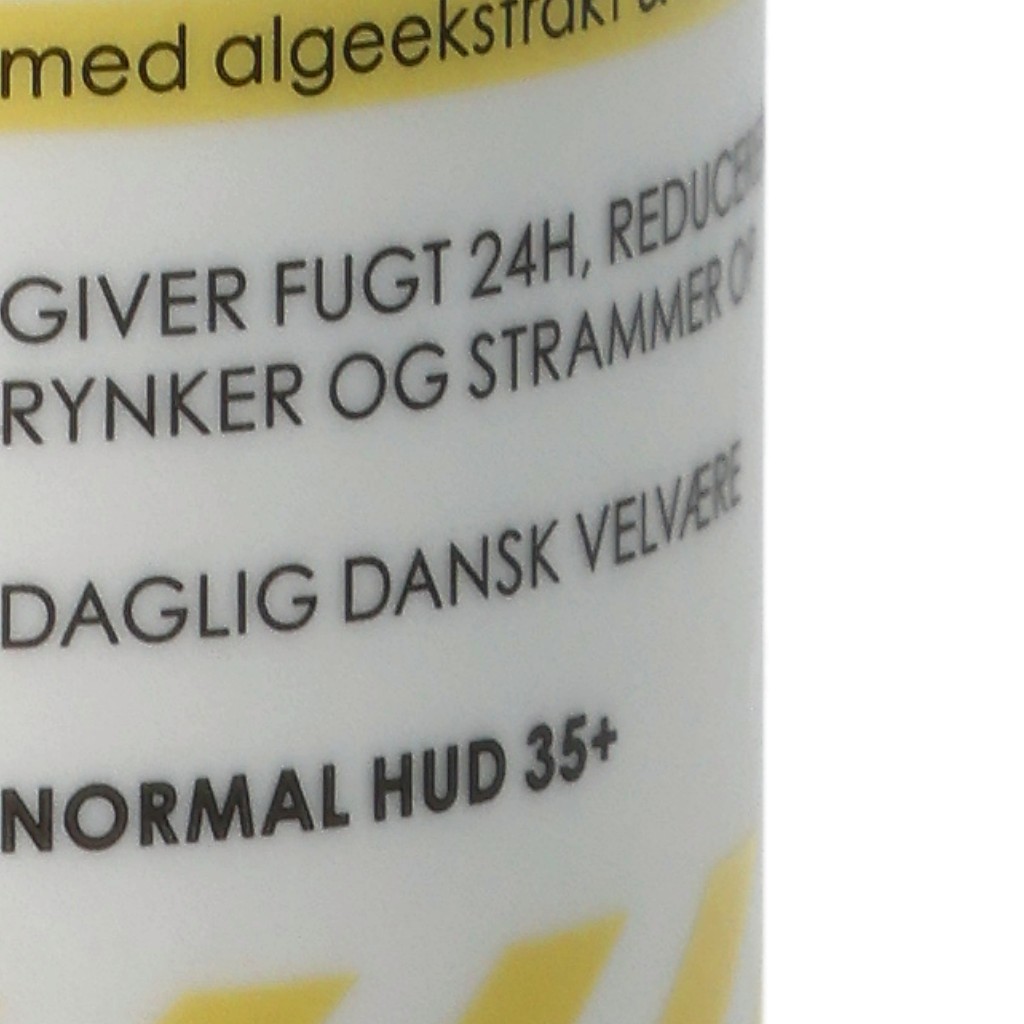 med algeekstrakt
GIVER FUGT 24H, REDUCERER
RYNKER OG STRAMMER OP
DAGLIG DANSK VELVÆRE
NORMAL HUD 35+